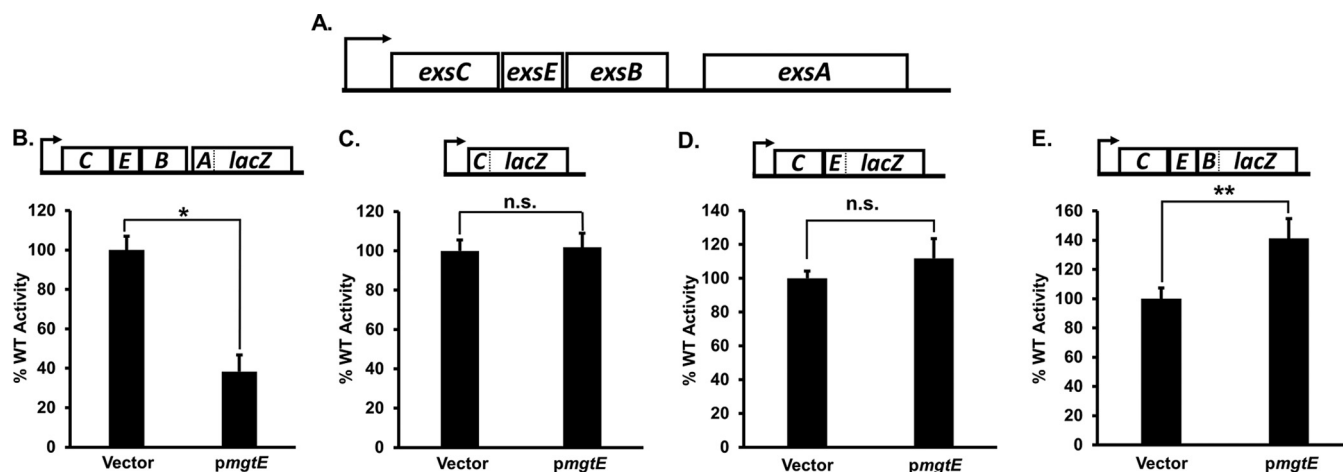 A.
exsC exsE exsB exsA
B.
C E B A lacZ
*
% WT Activity
120
100
80
60
40
20
0
Vector pmgtE
C.
C lacZ
n.s.
% WT Activity
120
100
80
60
40
20
0
Vector pmgtE
D.
C E lacZ
n.s.
% WT Activity
140
120
100
80
60
40
20
0
Vector pmgtE
E.
C E B lacZ
**
% WT Activity
160
140
120
100
80
60
40
20
0
Vector pmgtE